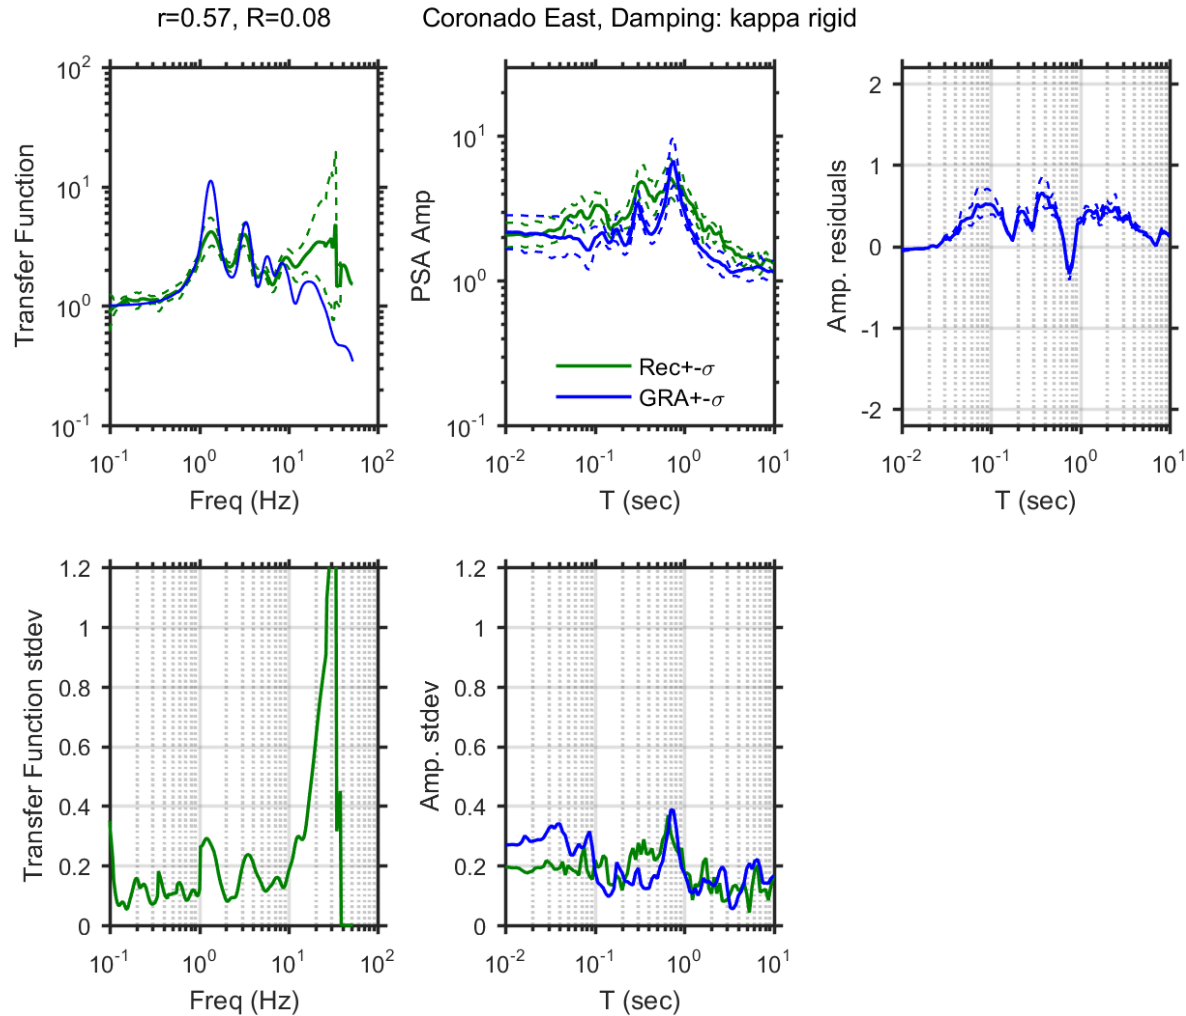 r=0.57, R=0.08
Coronado East, Damping: kappa rigid
Transfer Function
10^2
10^1
10^0
10^-1
10^-1 10^0 10^1 10^2
Freq (Hz)
PSA Amp
10^1
10^0
10^-1
Rec+-σ
GRA+-σ
10^-2 10^-1 10^0 10^1
T (sec)
Amp. residuals
2
1
0
-1
-2
10^-2 10^-1 10^0 10^1
T (sec)
Transfer Function stdev
1.2
1
0.8
0.6
0.4
0.2
0
10^-1 10^0 10^1 10^2
Freq (Hz)
Amp. stdev
1.2
1
0.8
0.6
0.4
0.2
0
10^-2 10^-1 10^0 10^1
T (sec)